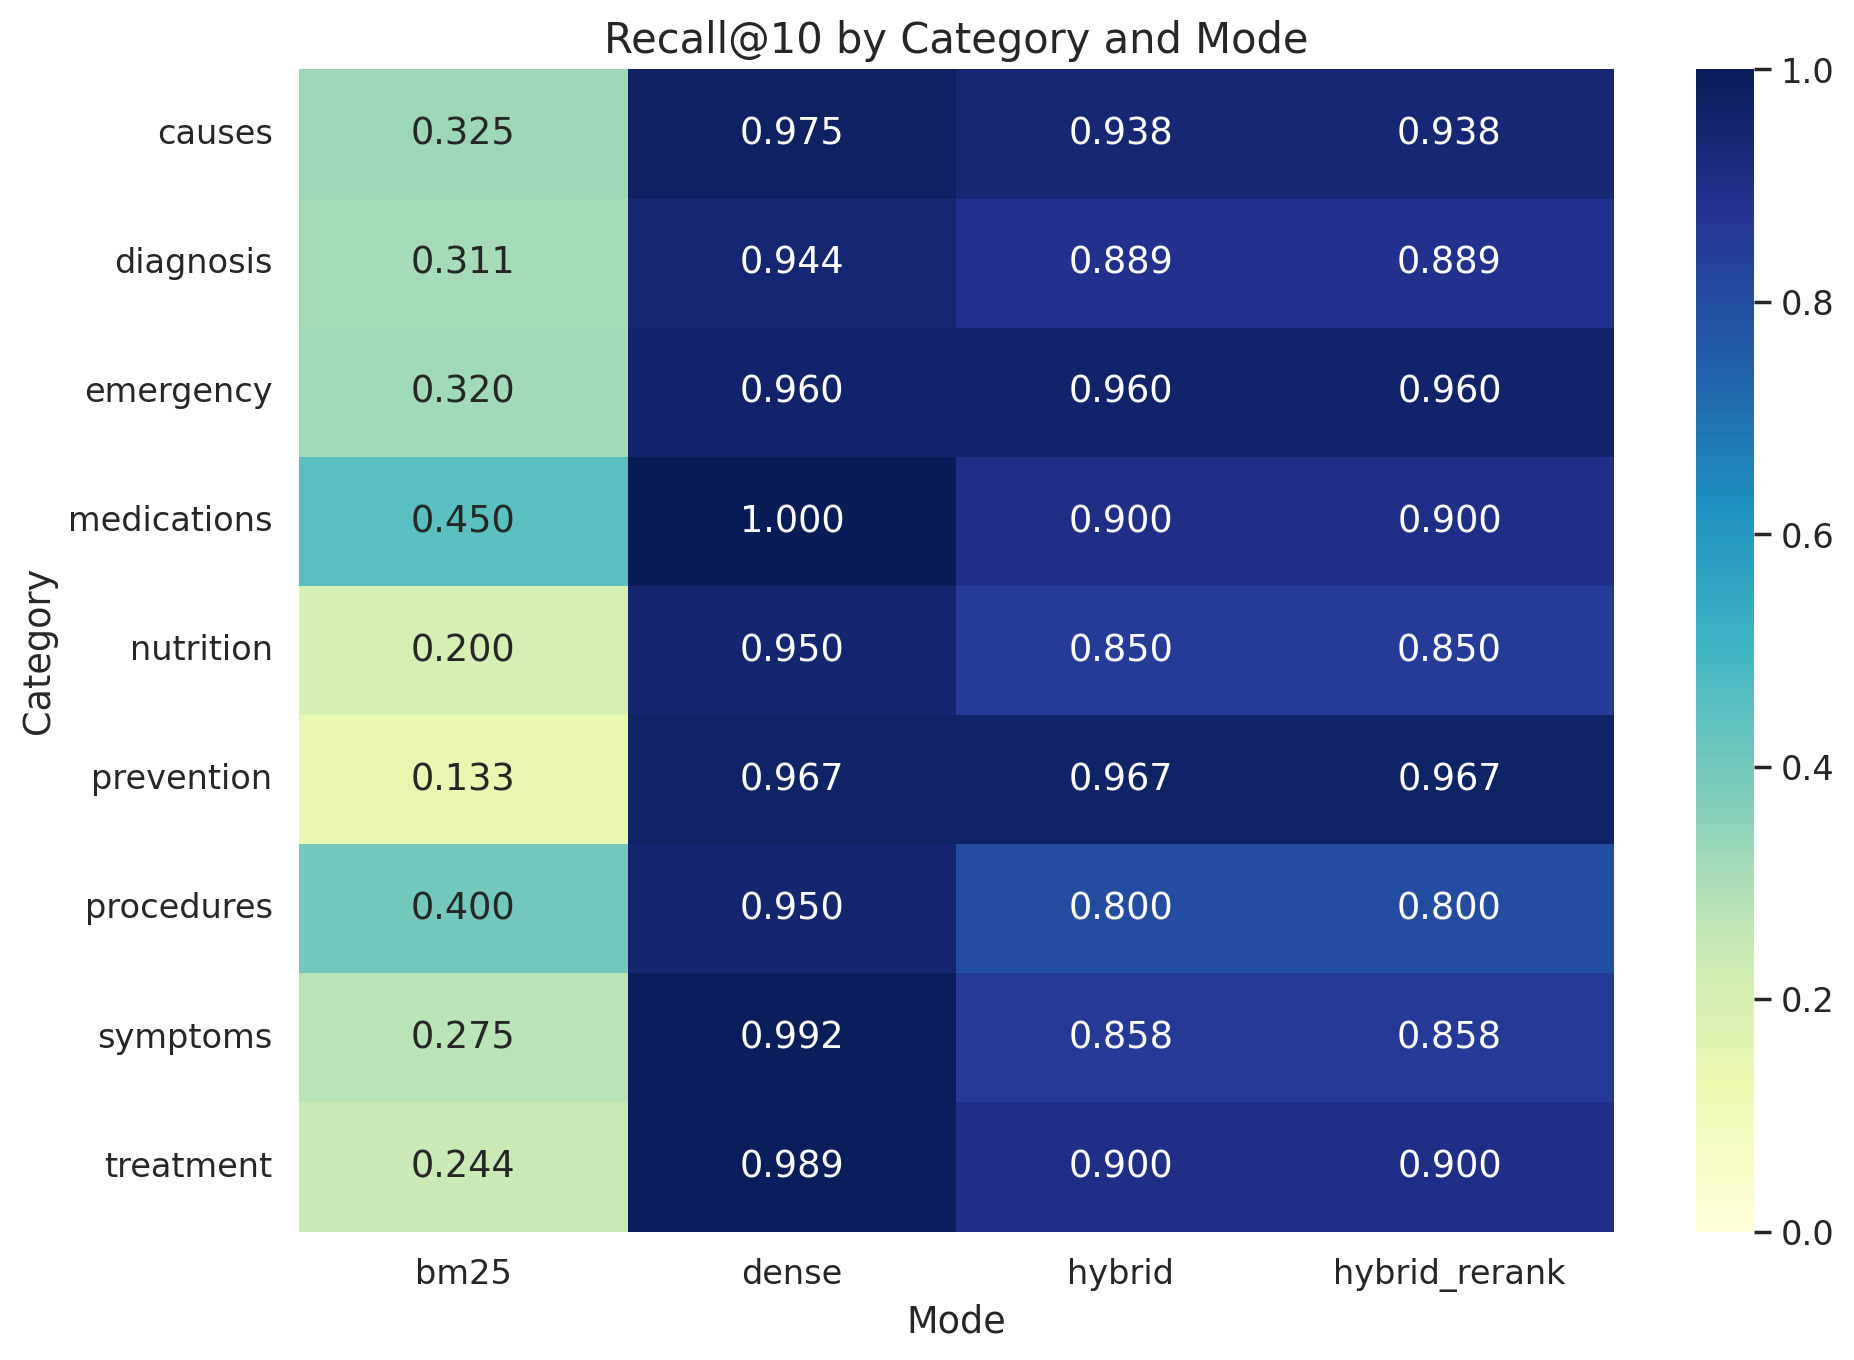 Recall@10 by Category and Mode
Category
causes 0.325 0.975 0.938 0.938
diagnosis 0.311 0.944 0.889 0.889
emergency 0.320 0.960 0.960 0.960
medications 0.450 1.000 0.900 0.900
nutrition 0.200 0.950 0.850 0.850
prevention 0.133 0.967 0.967 0.967
procedures 0.400 0.950 0.800 0.800
symptoms 0.275 0.992 0.858 0.858
treatment 0.244 0.989 0.900 0.900
bm25 dense hybrid hybrid_rerank
Mode
1.0
0.8
0.6
0.4
0.2
0.0